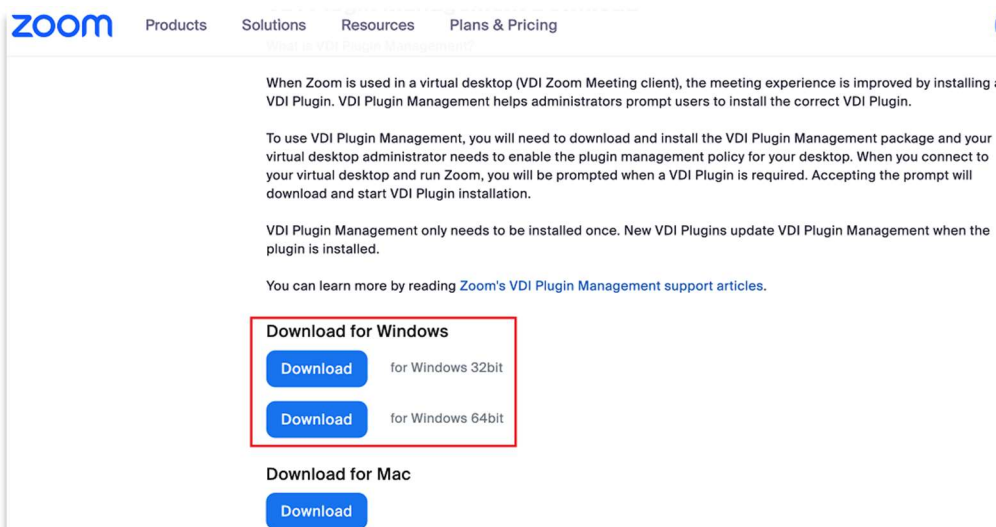 zoom
Products Solutions Resources Plans & Pricing
What is VDI Plugin Management?
When Zoom is used in a virtual desktop (VDI Zoom Meeting client), the meeting experience is improved by installing a
VDI Plugin. VDI Plugin Management helps administrators prompt users to install the correct VDI Plugin.
To use VDI Plugin Management, you will need to download and install the VDI Plugin Management package and your
virtual desktop administrator needs to enable the plugin management policy for your desktop. When you connect to
your virtual desktop and run Zoom, you will be prompted when a VDI Plugin is required. Accepting the prompt will
download and start VDI Plugin installation.
VDI Plugin Management only needs to be installed once. New VDI Plugins update VDI Plugin Management when the
plugin is installed.
You can learn more by reading Zoom's VDI Plugin Management support articles.
Download for Windows
Download for Windows 32bit
Download for Windows 64bit
Download for Mac
Download